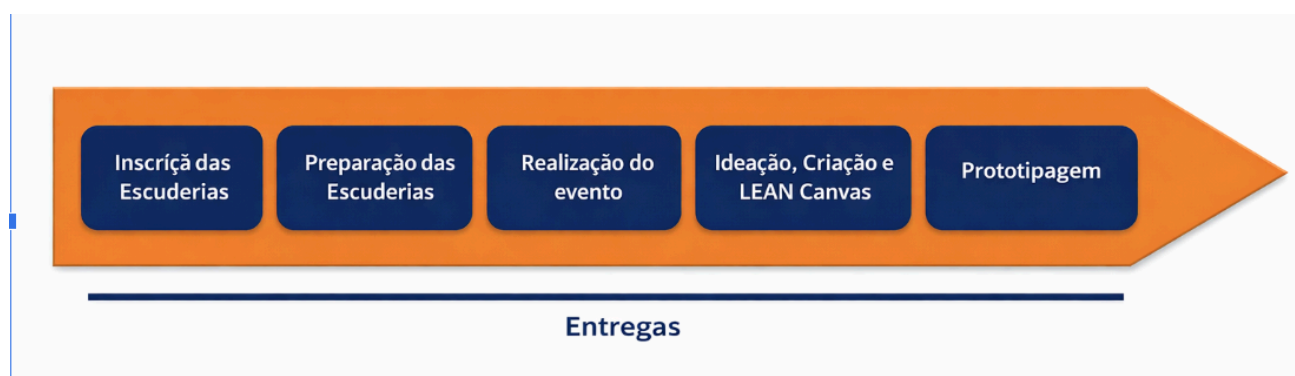 Inscríçã das
Escuderias
Preparação das
Escuderias
Realização do
evento
Ideação, Criação e
LEAN Canvas
Prototipagem
Entregas